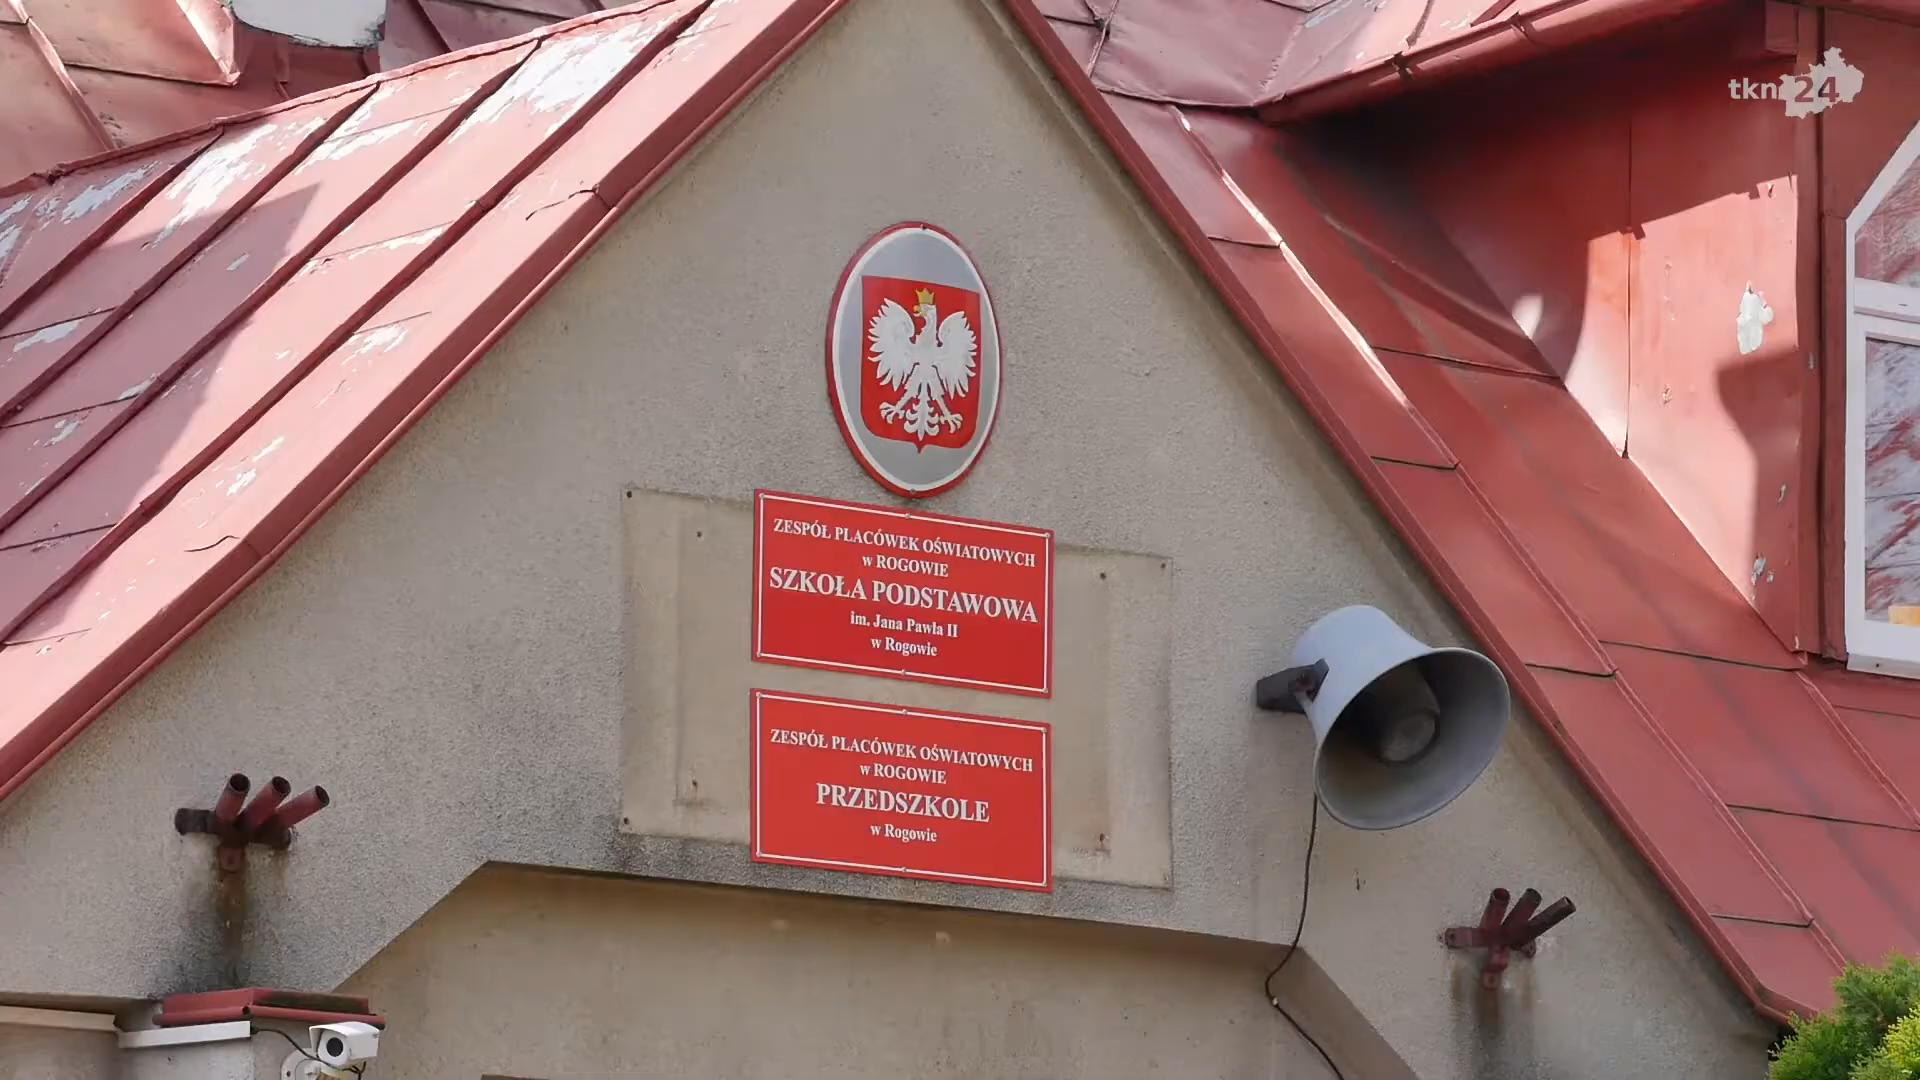 tkn24
ZESPÓŁ PLACÓWEK OŚWIATOWYCH
w ROGOWIE
SZKOŁA PODSTAWOWA
im. Jana Pawła II
w Rogowie
ZESPÓŁ PLACÓWEK OŚWIATOWYCH
w ROGOWIE
PRZEDSZKOLE
w Rogowie